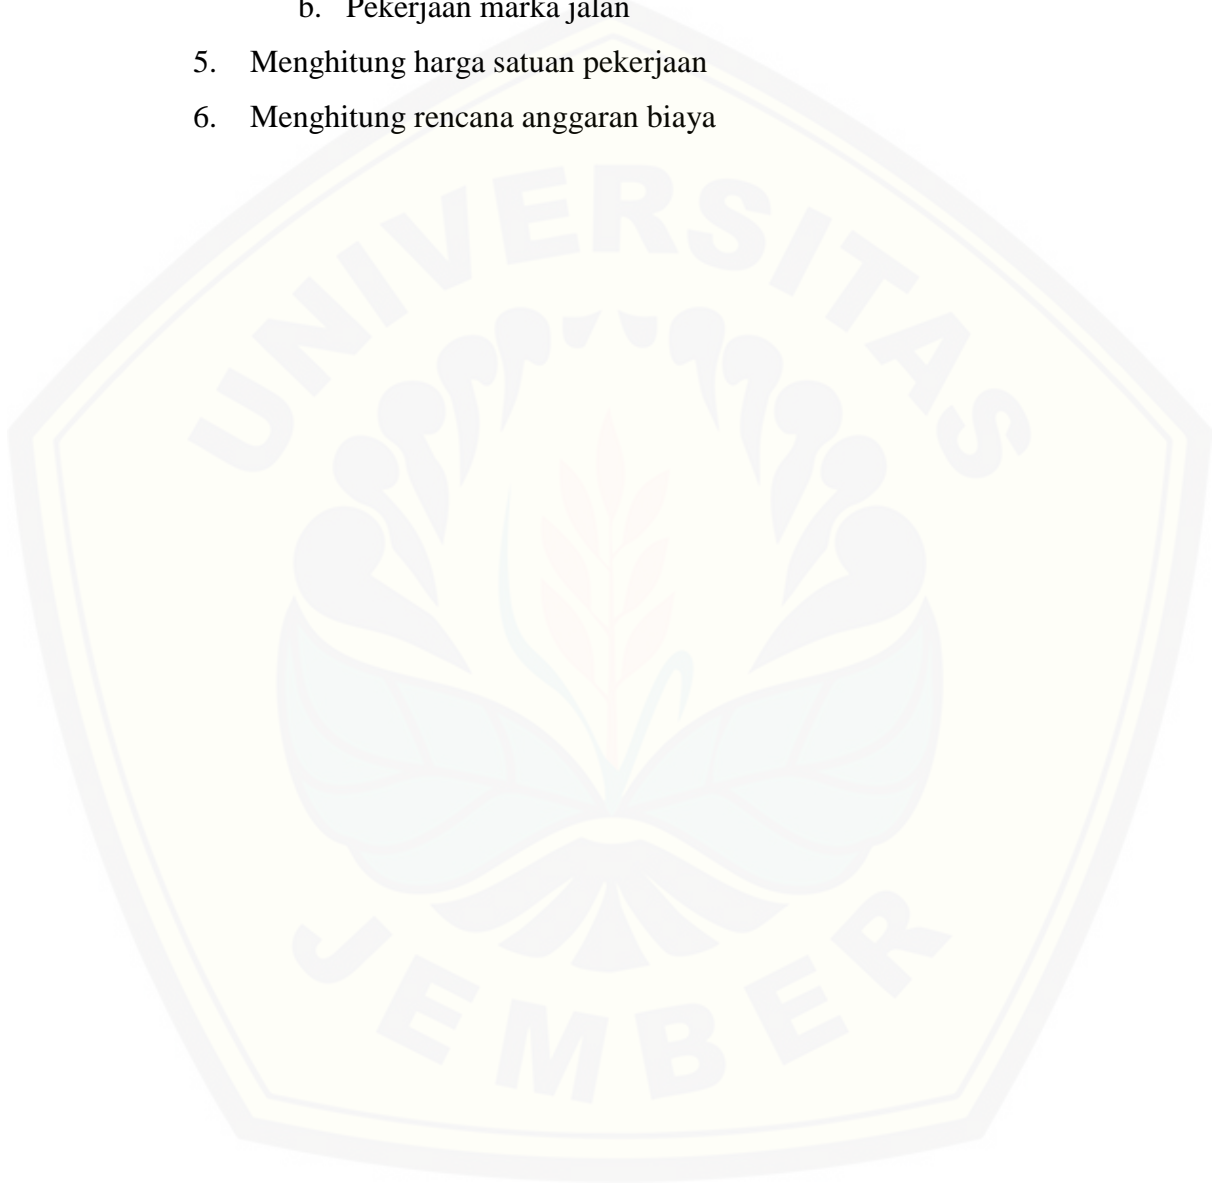 b. Pekerjaan marka jalan
5. Menghitung harga satuan pekerjaan
6. Menghitung rencana anggaran biaya
UNIVERSITAS
JEMBER